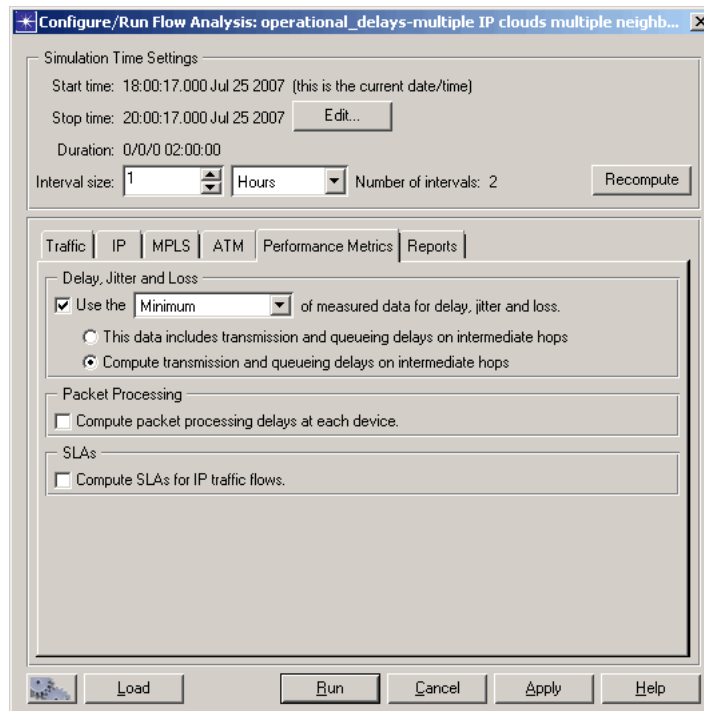 Configure/Run Flow Analysis: operational_delays-multiple IP clouds multiple neighb...
Simulation Time Settings
Start time: 18:00:17.000 Jul 25 2007 (this is the current date/time)
Stop time: 20:00:17.000 Jul 25 2007 Edit...
Duration: 0/0/0 02:00:00
Interval size: 1 Hours Number of intervals: 2 Recompute
Traffic IP MPLS ATM Performance Metrics Reports
Delay, Jitter and Loss
Use the Minimum of measured data for delay, jitter and loss.
This data includes transmission and queueing delays on intermediate hops
Compute transmission and queueing delays on intermediate hops
Packet Processing
Compute packet processing delays at each device.
SLAs
Compute SLAs for IP traffic flows.
Load Run Cancel Apply Help